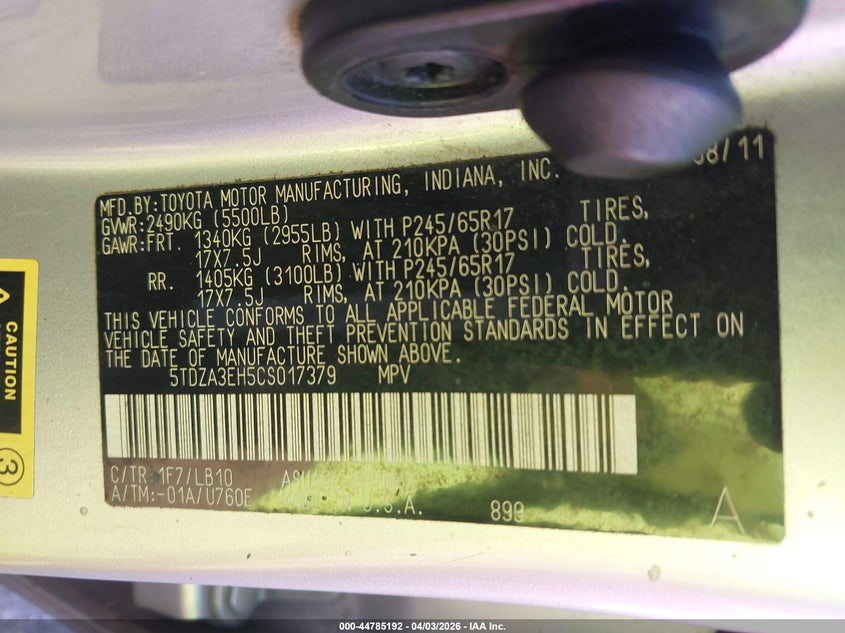 8/11
MFD.BY:TOYOTA MOTOR MANUFACTURING, INDIANA, INC.
GVWR:2490KG (5500LB)
GAWR:FRT. 1340KG (2955LB) WITH P245/65R17 TIRES,
17X7.5J RIMS, AT 210KPA (30PSI) COLD.
RR. 1405KG (3100LB) WITH P245/65R17 TIRES,
17X7.5J RIMS, AT 210KPA (30PSI) COLD.
THIS VEHICLE CONFORMS TO ALL APPLICABLE FEDERAL MOTOR
VEHICLE SAFETY AND THEFT PREVENTION STANDARDS IN EFFECT ON
THE DATE OF MANUFACTURE SHOWN ABOVE.
5TDZA3EH5CS017379 MPV
C/TR: 1F7/LB10
A/TM:-01A/U760E U.S.A. 899 A
CAUTION
3
000-44785192 - 04/03/2026 - IAA Inc.